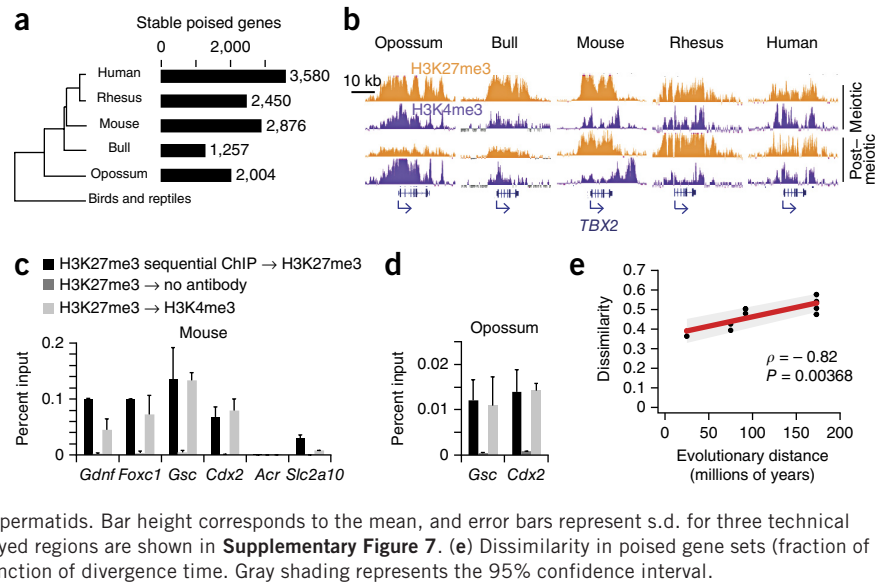 a
Stable poised genes
0 2,000
Human 3,580
Rhesus 2,450
Mouse 2,876
Bull 1,257
Opossum 2,004
Birds and reptiles
b
Opossum Bull Mouse Rhesus Human
10 kb
H3K27me3
H3K4me3
Meiotic
Post–
meiotic
TBX2
c
H3K27me3 sequential ChIP → H3K27me3
H3K27me3 → no antibody
H3K27me3 → H3K4me3
Mouse
Percent input
0.2
0.1
0
Gdnf Foxc1 Gsc Cdx2 Acr Slc2a10
d
Opossum
Percent input
0.02
0.01
0
Gsc Cdx2
e
Dissimilarity
0.7
0.6
0.5
0.4
0.3
0.2
0.1
0
ρ = – 0.82
P = 0.00368
0 50 100 150 200
Evolutionary distance
(millions of years)
permatids. Bar height corresponds to the mean, and error bars represent s.d. for three technical
yed regions are shown in Supplementary Figure 7. (e) Dissimilarity in poised gene sets (fraction of
nction of divergence time. Gray shading represents the 95% confidence interval.